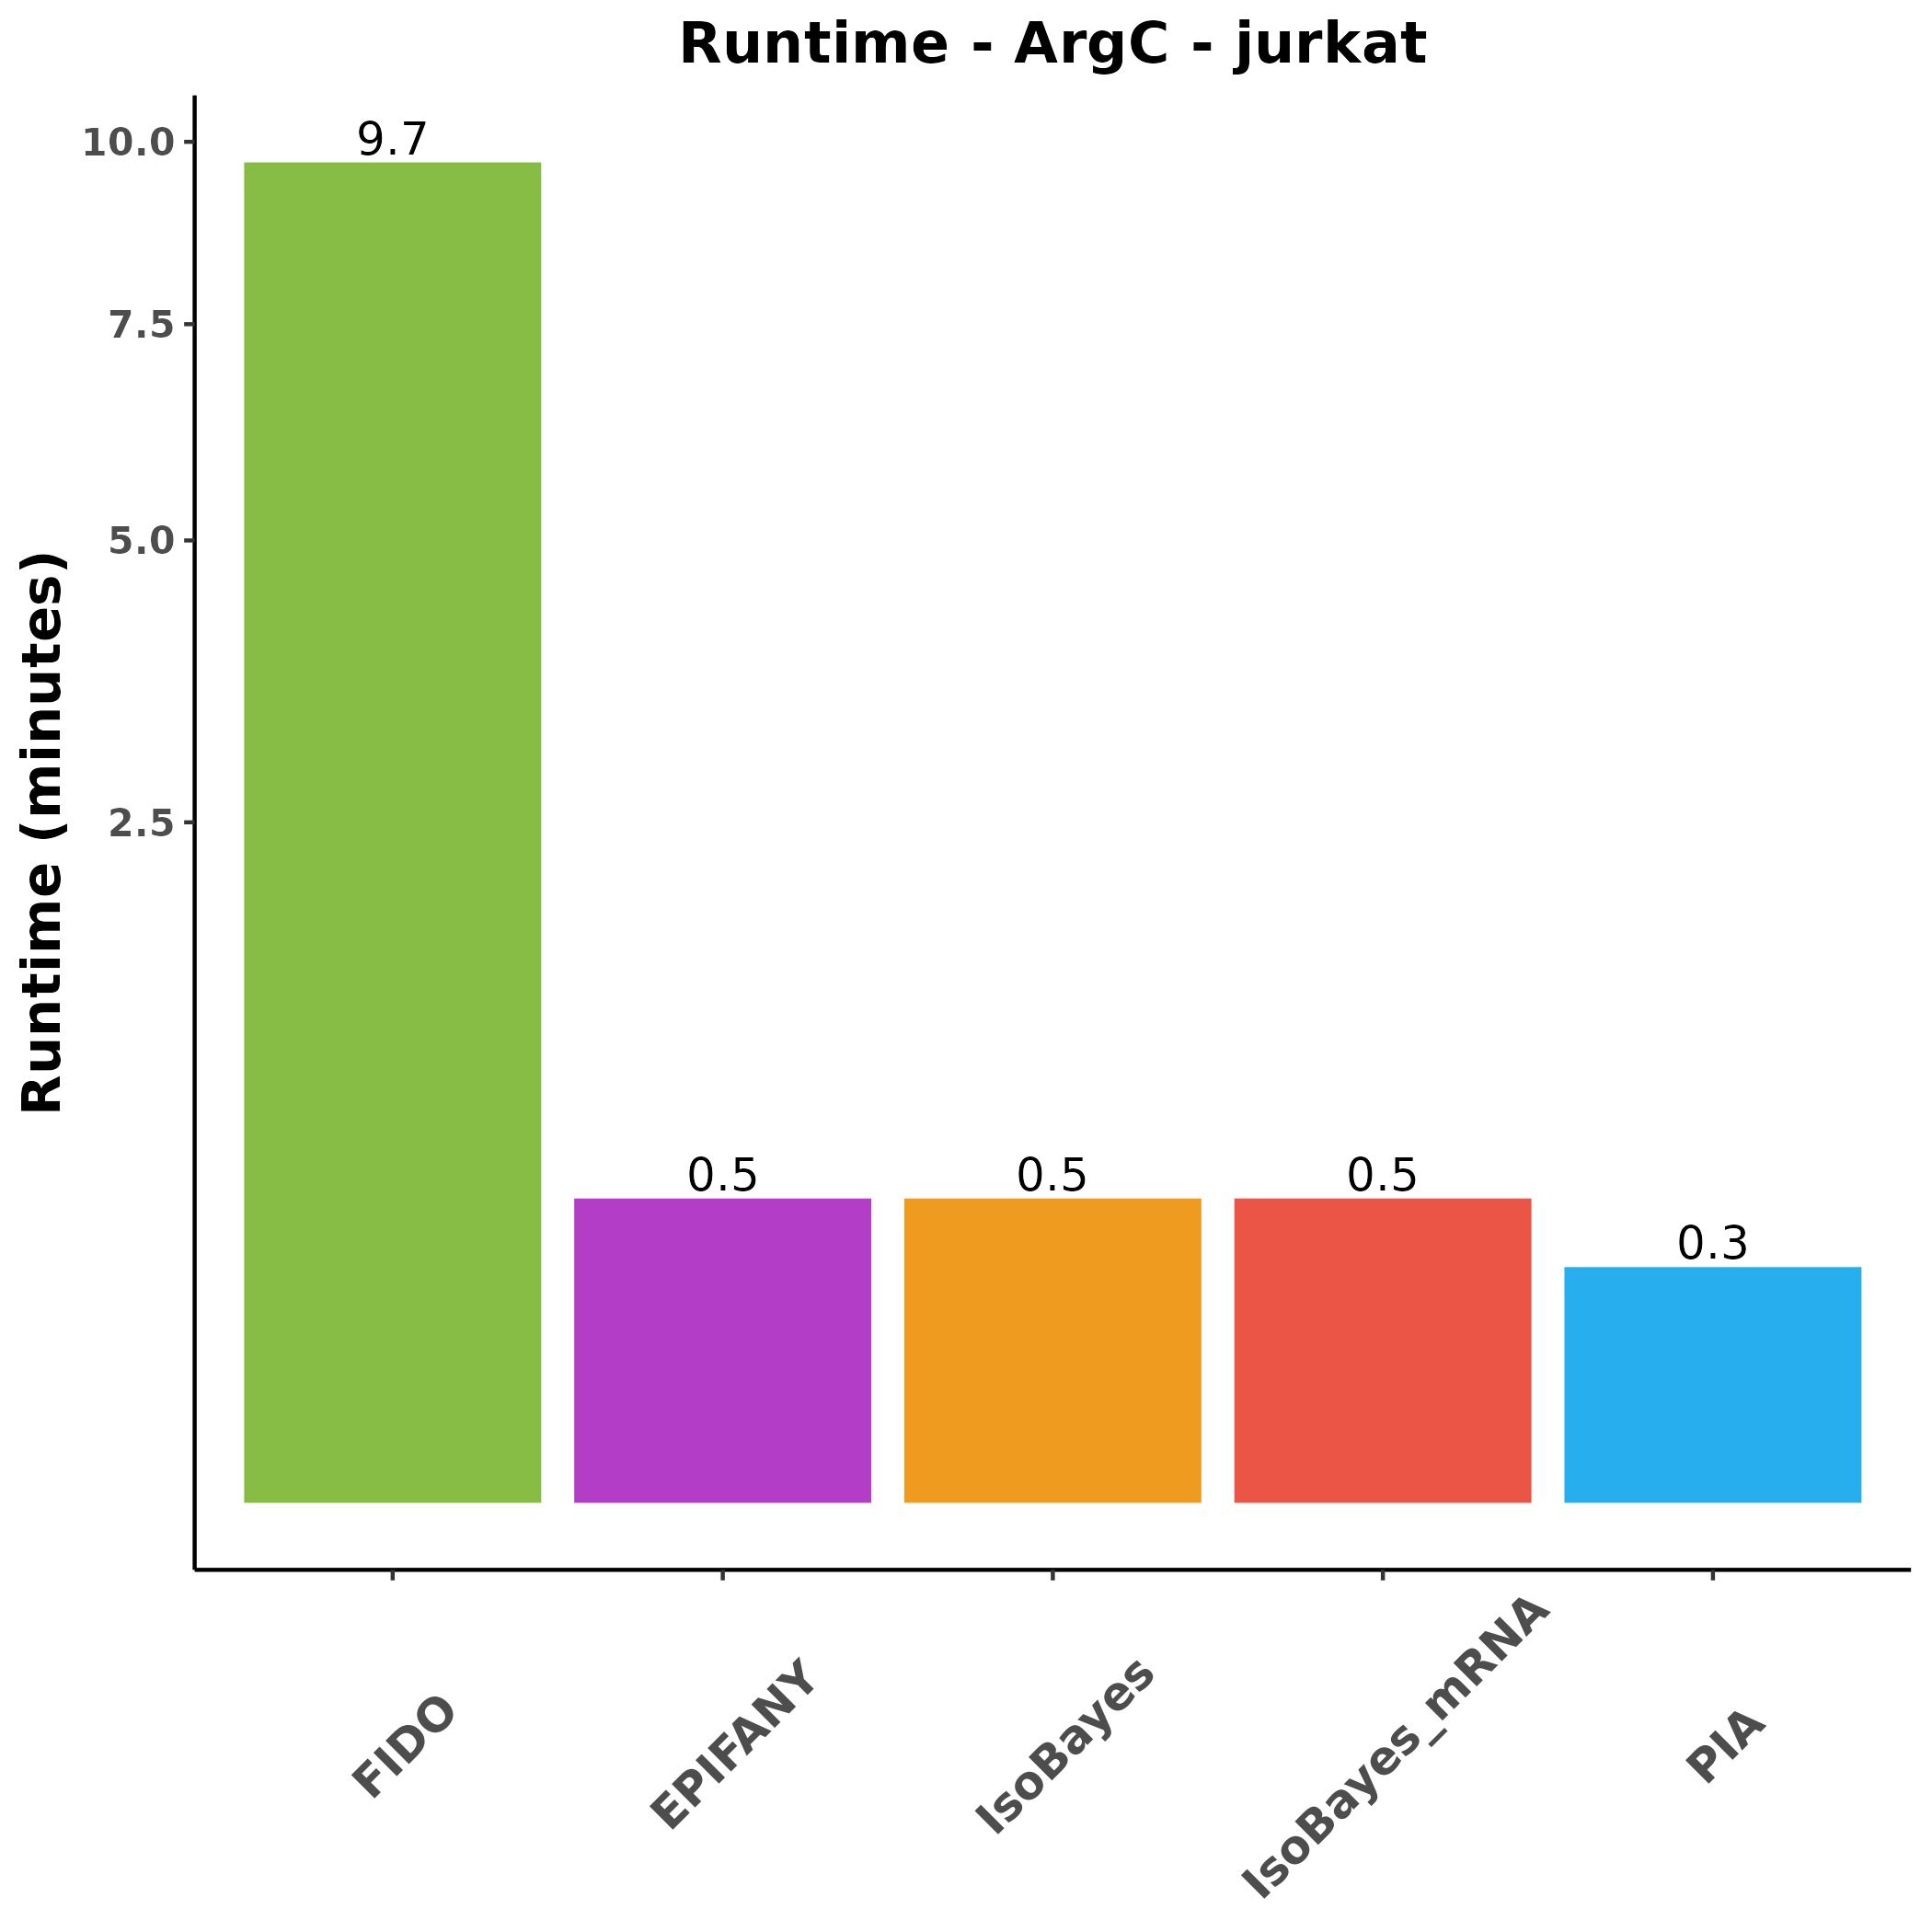 Runtime - ArgC - jurkat
Runtime (minutes)
10.0
7.5
5.0
2.5
9.7
0.5
0.5
0.5
0.3
FIDO
EPIFANY
IsoBayes
IsoBayes_mRNA
PIA